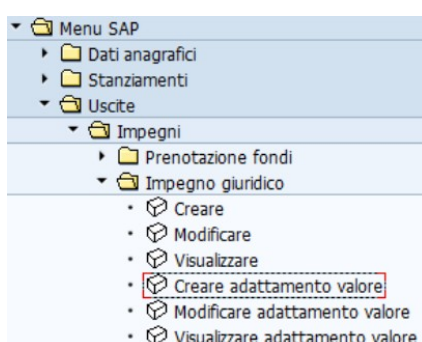 Menu SAP
Dati anagrafici
Stanziamenti
Uscite
Impegni
Prenotazione fondi
Impegno giuridico
Creare
Modificare
Visualizzare
Creare adattamento valore
Modificare adattamento valore
Visualizzare adattamento valore